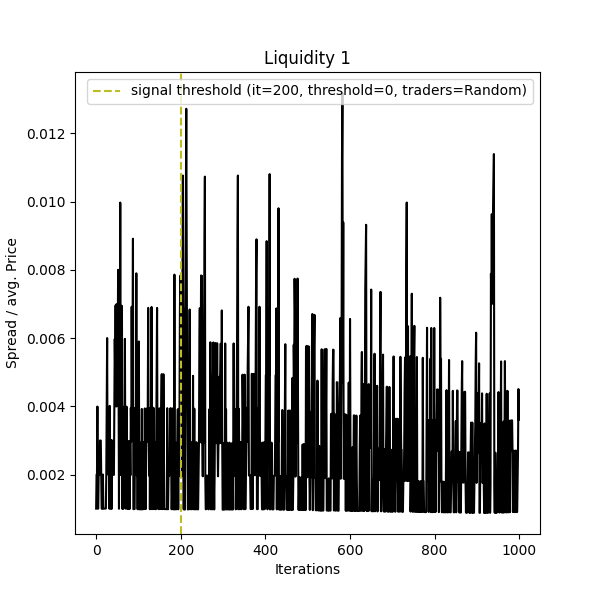 Liquidity 1
signal threshold (it=200, threshold=0, traders=Random)
Spread / avg. Price
0.012
0.010
0.008
0.006
0.004
0.002
0 200 400 600 800 1000
Iterations